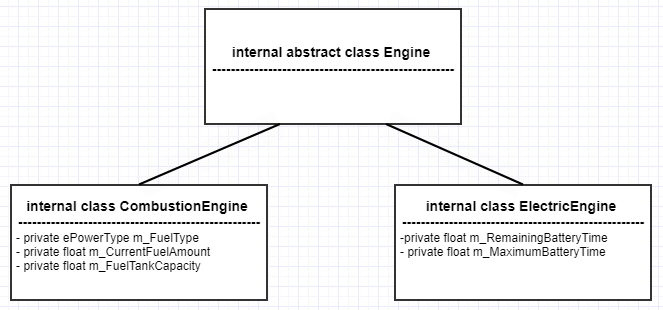 internal abstract class Engine
internal class CombustionEngine
- private ePowerType m_FuelType
- private float m_CurrentFuelAmount
- private float m_FuelTankCapacity
internal class ElectricEngine
-private float m_RemainingBatteryTime
- private float m_MaximumBatteryTime